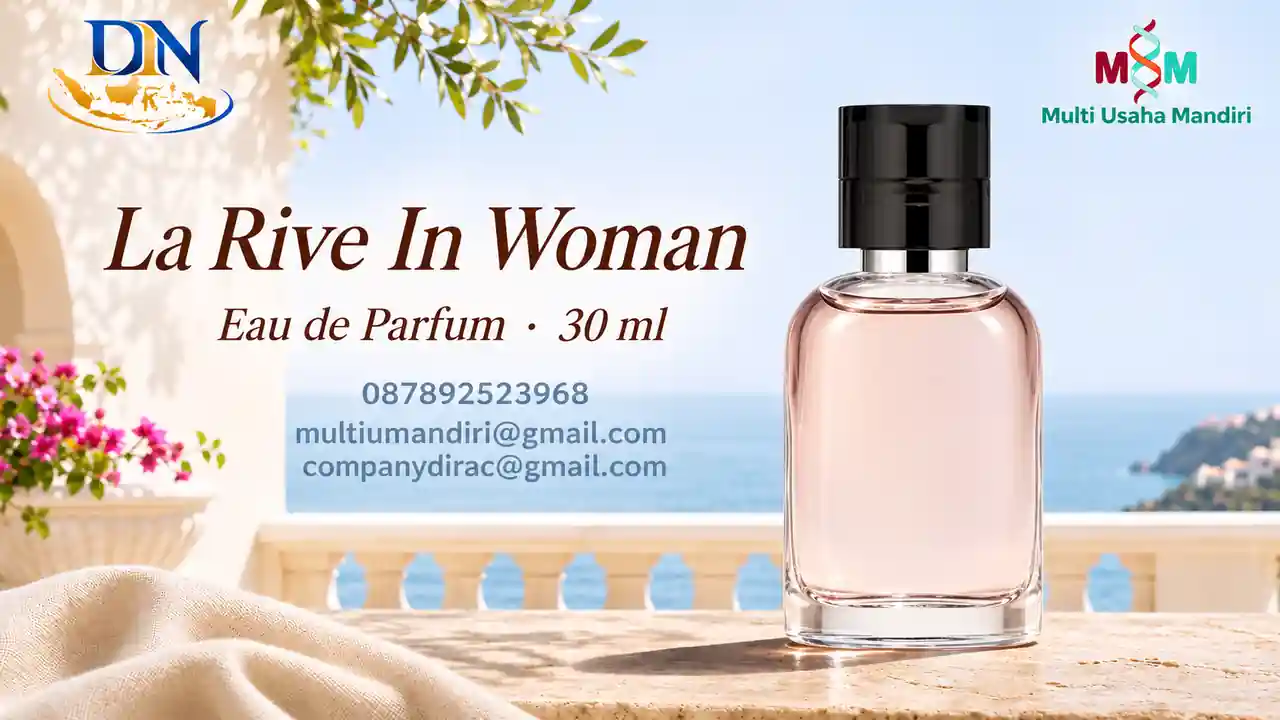 DIN
MSM
Multi Usaha Mandiri
La Rive In Woman
Eau de Parfum · 30 ml
087892523968
multiumandiri@gmail.com
companydirac@gmail.com